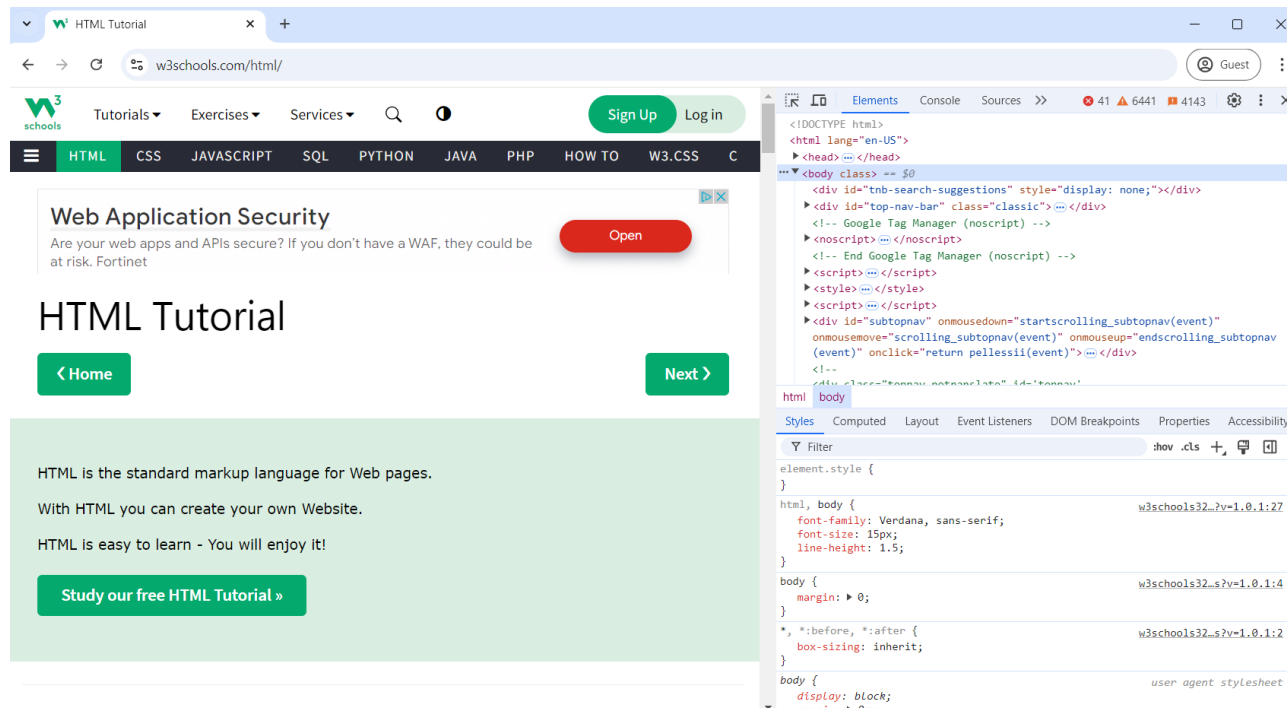 HTML Tutorial
w3schools.com/html/
Guest
3
schools
Tutorials Exercises Services Sign Up Log in
HTML CSS JAVASCRIPT SQL PYTHON JAVA PHP HOW TO W3.CSS C
Web Application Security
Are your web apps and APIs secure? If you don't have a WAF, they could be
at risk. Fortinet
Open
HTML Tutorial
❮ Home Next ❯
HTML is the standard markup language for Web pages.
With HTML you can create your own Website.
HTML is easy to learn - You will enjoy it!
Study our free HTML Tutorial »
Elements Console Sources 41 6441 4143
<!DOCTYPE html>
<html lang="en-US">
<head>…</head>
<body class> == $0
<div id="tnb-search-suggestions" style="display: none;"></div>
<div id="top-nav-bar" class="classic">…</div>
<!-- Google Tag Manager (noscript) -->
<noscript>…</noscript>
<!-- End Google Tag Manager (noscript) -->
<script>…</script>
<style>…</style>
<script>…</script>
<div id="subtopnav" onmousedown="startscrolling_subtopnav(event)"
onmousemove="scrolling_subtopnav(event)" onmouseup="endscrolling_subtopnav
(event)" onclick="return pellessii(event)">…</div>
<!--
html body
Styles Computed Layout Event Listeners DOM Breakpoints Properties Accessibility
Filter :hov .cls
element.style {
}
html, body { w3schools32…?v=1.0.1:27
font-family: Verdana, sans-serif;
font-size: 15px;
line-height: 1.5;
}
body { w3schools32…s?v=1.0.1:4
margin: 0;
}
*, *:before, *:after { w3schools32…s?v=1.0.1:2
box-sizing: inherit;
}
body { user agent stylesheet
display: block;